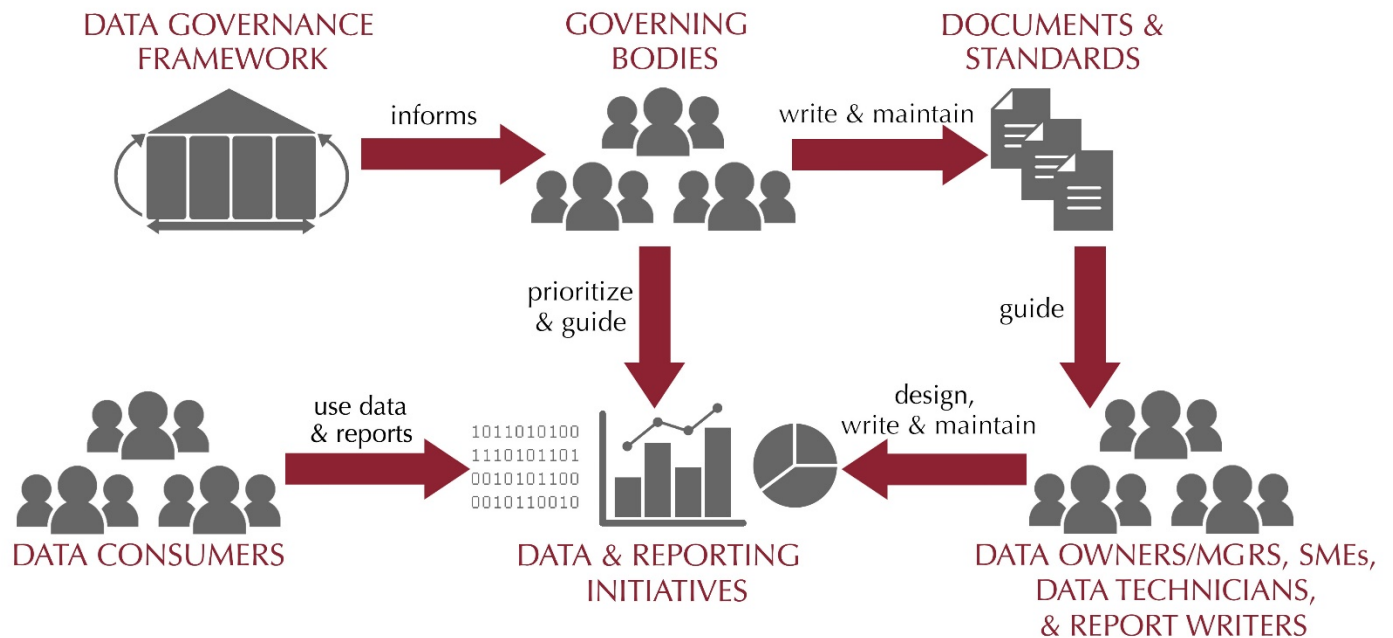 DATA GOVERNANCE
FRAMEWORK
GOVERNING
BODIES
DOCUMENTS &
STANDARDS
informs
write & maintain
prioritize
& guide
guide
use data
& reports
design,
write & maintain
1011010100
1110101101
0010101100
0010110010
DATA CONSUMERS
DATA & REPORTING
INITIATIVES
DATA OWNERS/MGRS, SMEs,
DATA TECHNICIANS,
& REPORT WRITERS